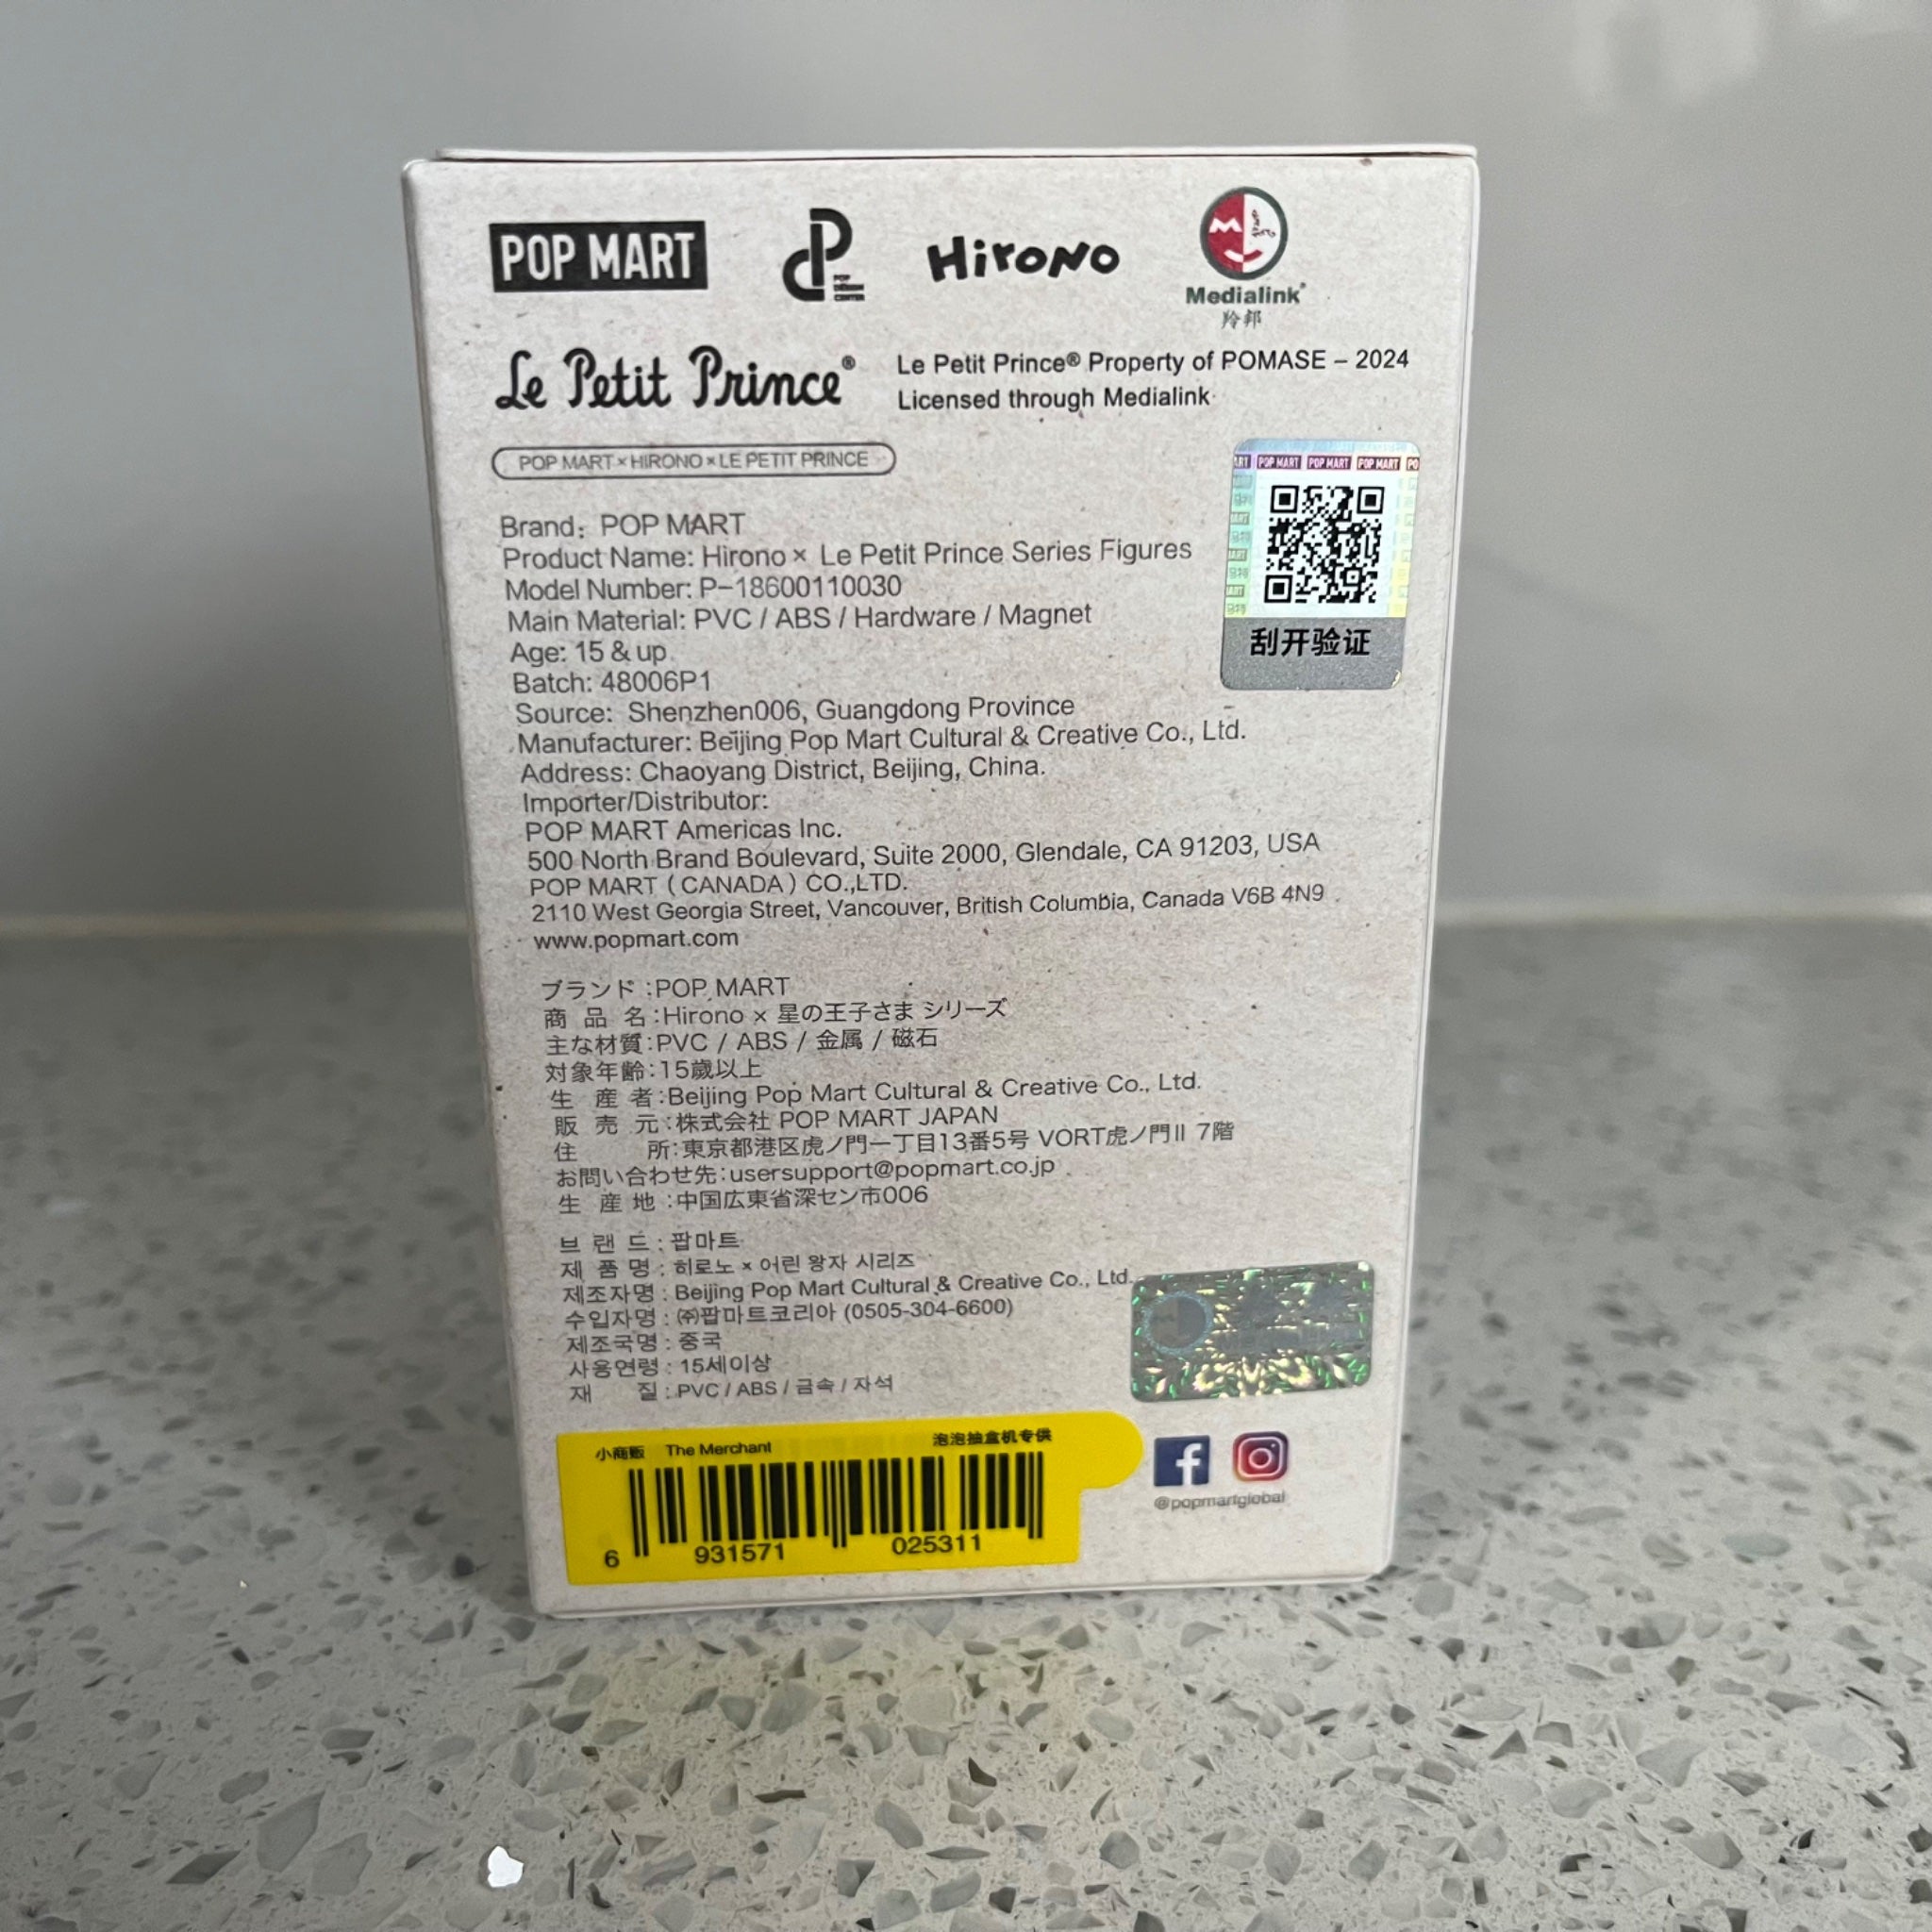 POP MART
Hirono
Medialink
羚邦
Le Petit Prince®
Le Petit Prince® Property of POMASE – 2024
Licensed through Medialink
POP MART×HIRONO×LE PETIT PRINCE
POP MART POP MART POP MART
刮开验证
Brand: POP MART
Product Name: Hirono× Le Petit Prince Series Figures
Model Number: P-18600110030
Main Material: PVC / ABS / Hardware / Magnet
Age: 15 & up
Batch: 48006P1
Source: Shenzhen006, Guangdong Province
Manufacturer: Beijing Pop Mart Cultural & Creative Co., Ltd.
Address: Chaoyang District, Beijing, China.
Importer/Distributor:
POP MART Americas Inc.
500 North Brand Boulevard, Suite 2000, Glendale, CA 91203, USA
POP MART (CANADA) CO.,LTD.
2110 West Georgia Street, Vancouver, British Columbia, Canada V6B 4N9
www.popmart.com
ブランド:POP MART
商品名:Hirono × 星の王子さま シリーズ
主な材質:PVC / ABS / 金属 / 磁石
対象年齢:15歳以上
生産者:Beijing Pop Mart Cultural & Creative Co., Ltd.
販売元:株式会社 POP MART JAPAN
住所:東京都港区虎ノ門一丁目13番5号 VORT虎ノ門II 7階
お問い合わせ先:usersupport@popmart.co.jp
生産地:中国広東省深セン市006
브랜드: 팝마트
제품명: 히로노 × 어린 왕자 시리즈
제조자명: Beijing Pop Mart Cultural & Creative Co., Ltd.
수입자명: ㈜팝마트코리아 (0505-304-6600)
제조국명: 중국
사용연령: 15세이상
재질: PVC / ABS / 금속 / 자석
小商贩 The Merchant 泡泡抽盒机专供
6 931571 025311
@popmartglobal